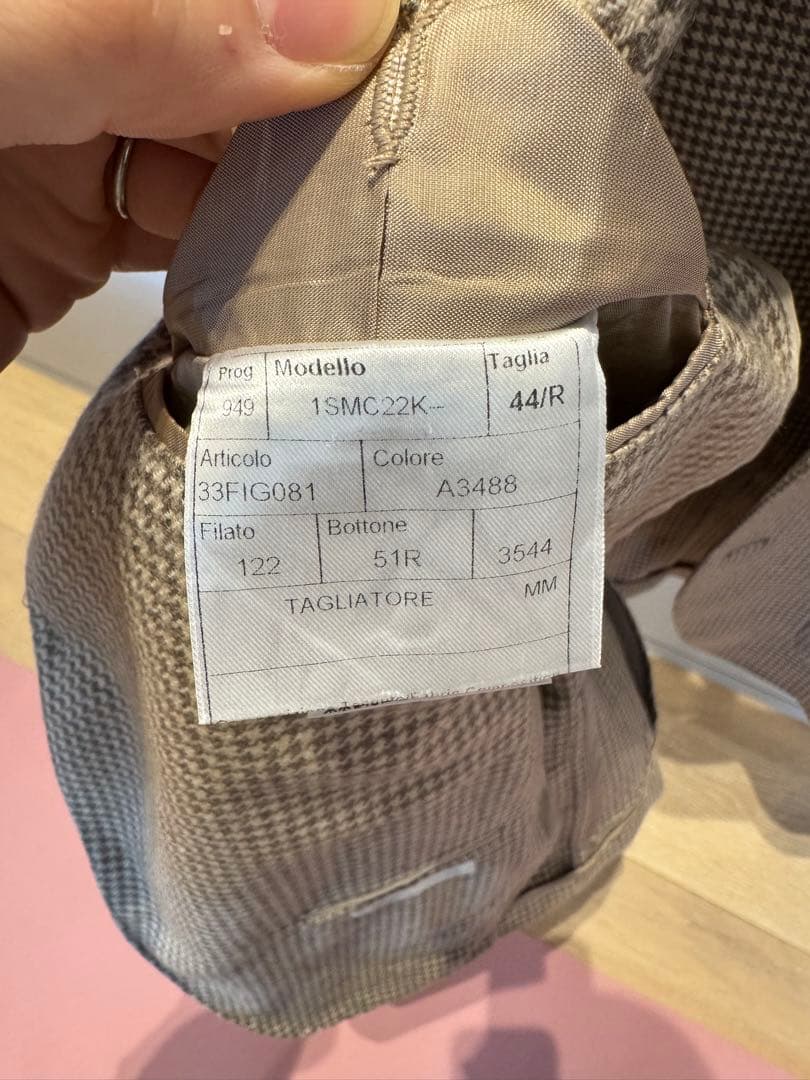 Prog Modello Taglia
949 1SMC22K-- 44/R
Articolo Colore
33FIG081 A3488
Filato Bottone
122 51R 3544
TAGLIATORE MM